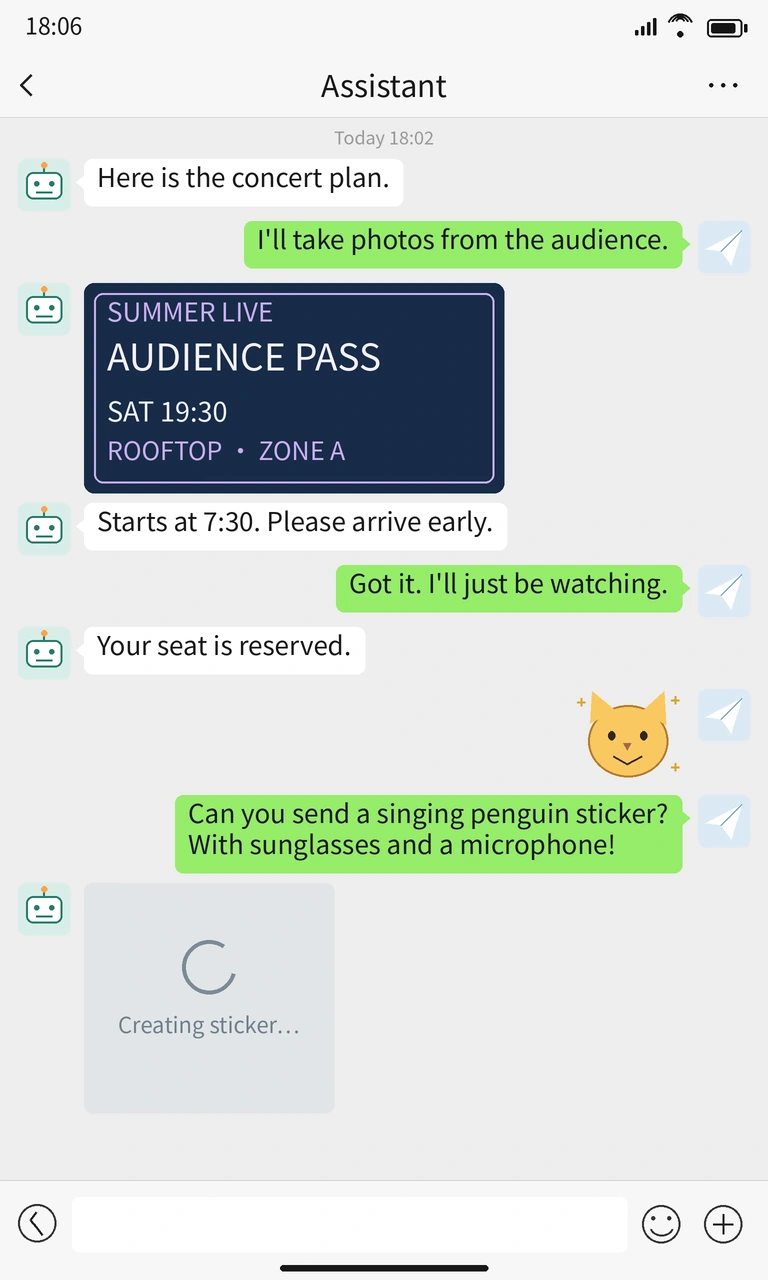 18:06
Assistant
Today 18:02
Here is the concert plan.
I'll take photos from the audience.
SUMMER LIVE
AUDIENCE PASS
SAT 19:30
ROOFTOP • ZONE A
Starts at 7:30. Please arrive early.
Got it. I'll just be watching.
Your seat is reserved.
Can you send a singing penguin sticker?
With sunglasses and a microphone!
Creating sticker…